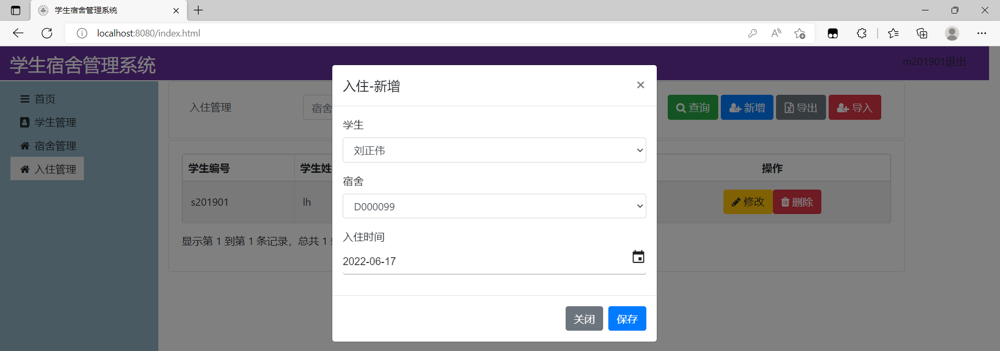 学生宿舍管理系统
localhost:8080/index.html
学生宿舍管理系统
m201901退出
首页
学生管理
宿舍管理
入住管理
入住管理
宿舍
查询
新增
导出
导入
学生编号
学生姓
操作
s201901
lh
修改
删除
显示第 1 到第 1 条记录，总共 1
入住-新增
×
学生
刘正伟
宿舍
D000099
入住时间
2022-06-17
关闭
保存